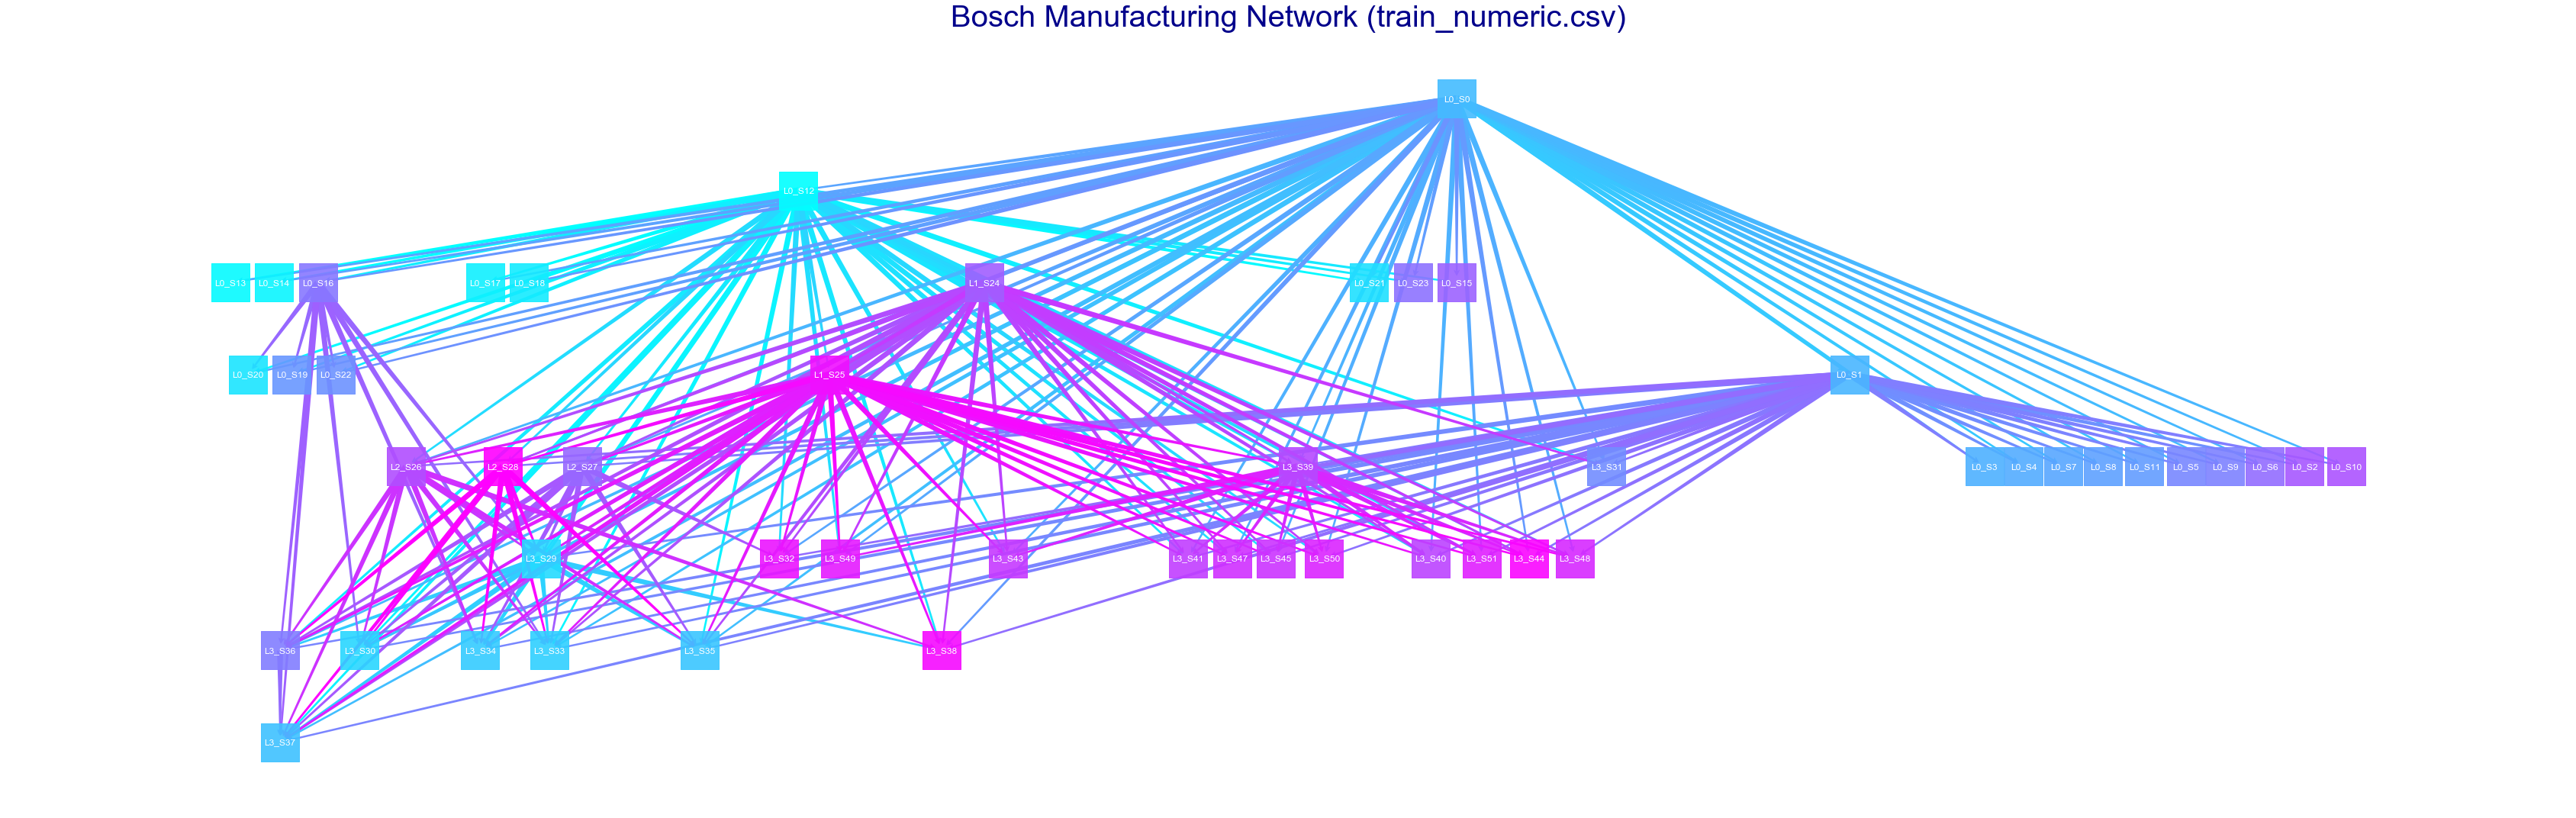 Bosch Manufacturing Network (train_numeric.csv)
L0_S0
L0_S12
L0_S13 L0_S14 L0_S16 L0_S17 L0_S18 L1_S24 L0_S21 L0_S23 L0_S15
L0_S20 L0_S19 L0_S22 L1_S25 L0_S1
L2_S26 L2_S28 L2_S27 L3_S39 L3_S31 L0_S3 L0_S4 L0_S7 L0_S8 L0_S11 L0_S5 L0_S9 L0_S6 L0_S2 L0_S10
L3_S29 L3_S32 L3_S49 L3_S43 L3_S41 L3_S47 L3_S45 L3_S50 L3_S40 L3_S51 L3_S44 L3_S48
L3_S36 L3_S30 L3_S34 L3_S33 L3_S35 L3_S38
L3_S37